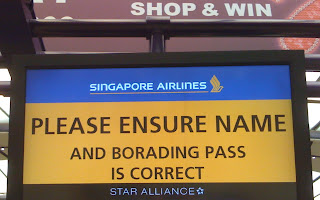 SHOP & WIN
SINGAPORE AIRLINES
PLEASE ENSURE NAME
AND BORADING PASS
IS CORRECT
STAR ALLIANCE